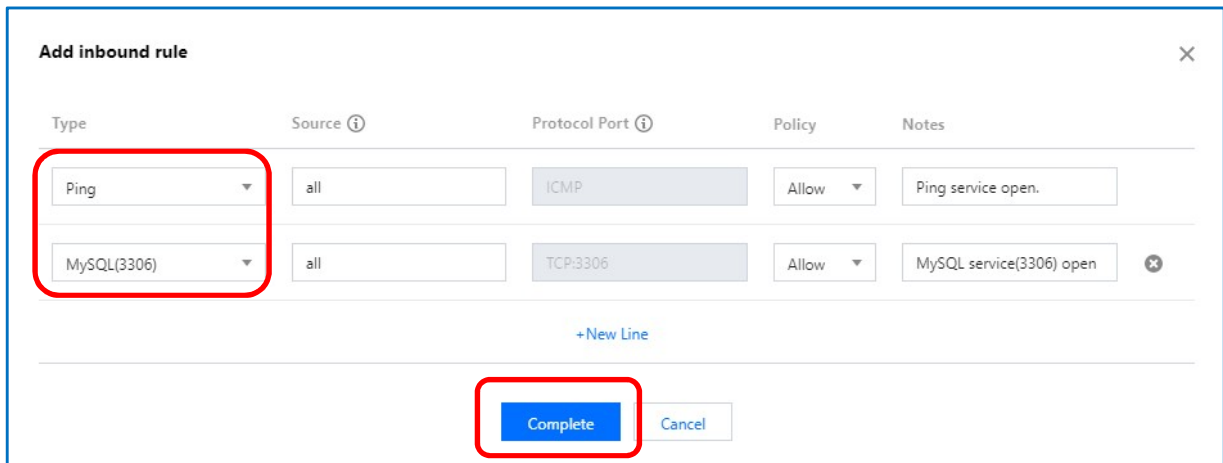 Add inbound rule
Type Source Protocol Port Policy Notes
Ping all ICMP Allow Ping service open.
MySQL(3306) all TCP:3306 Allow MySQL service(3306) open
+New Line
Complete Cancel